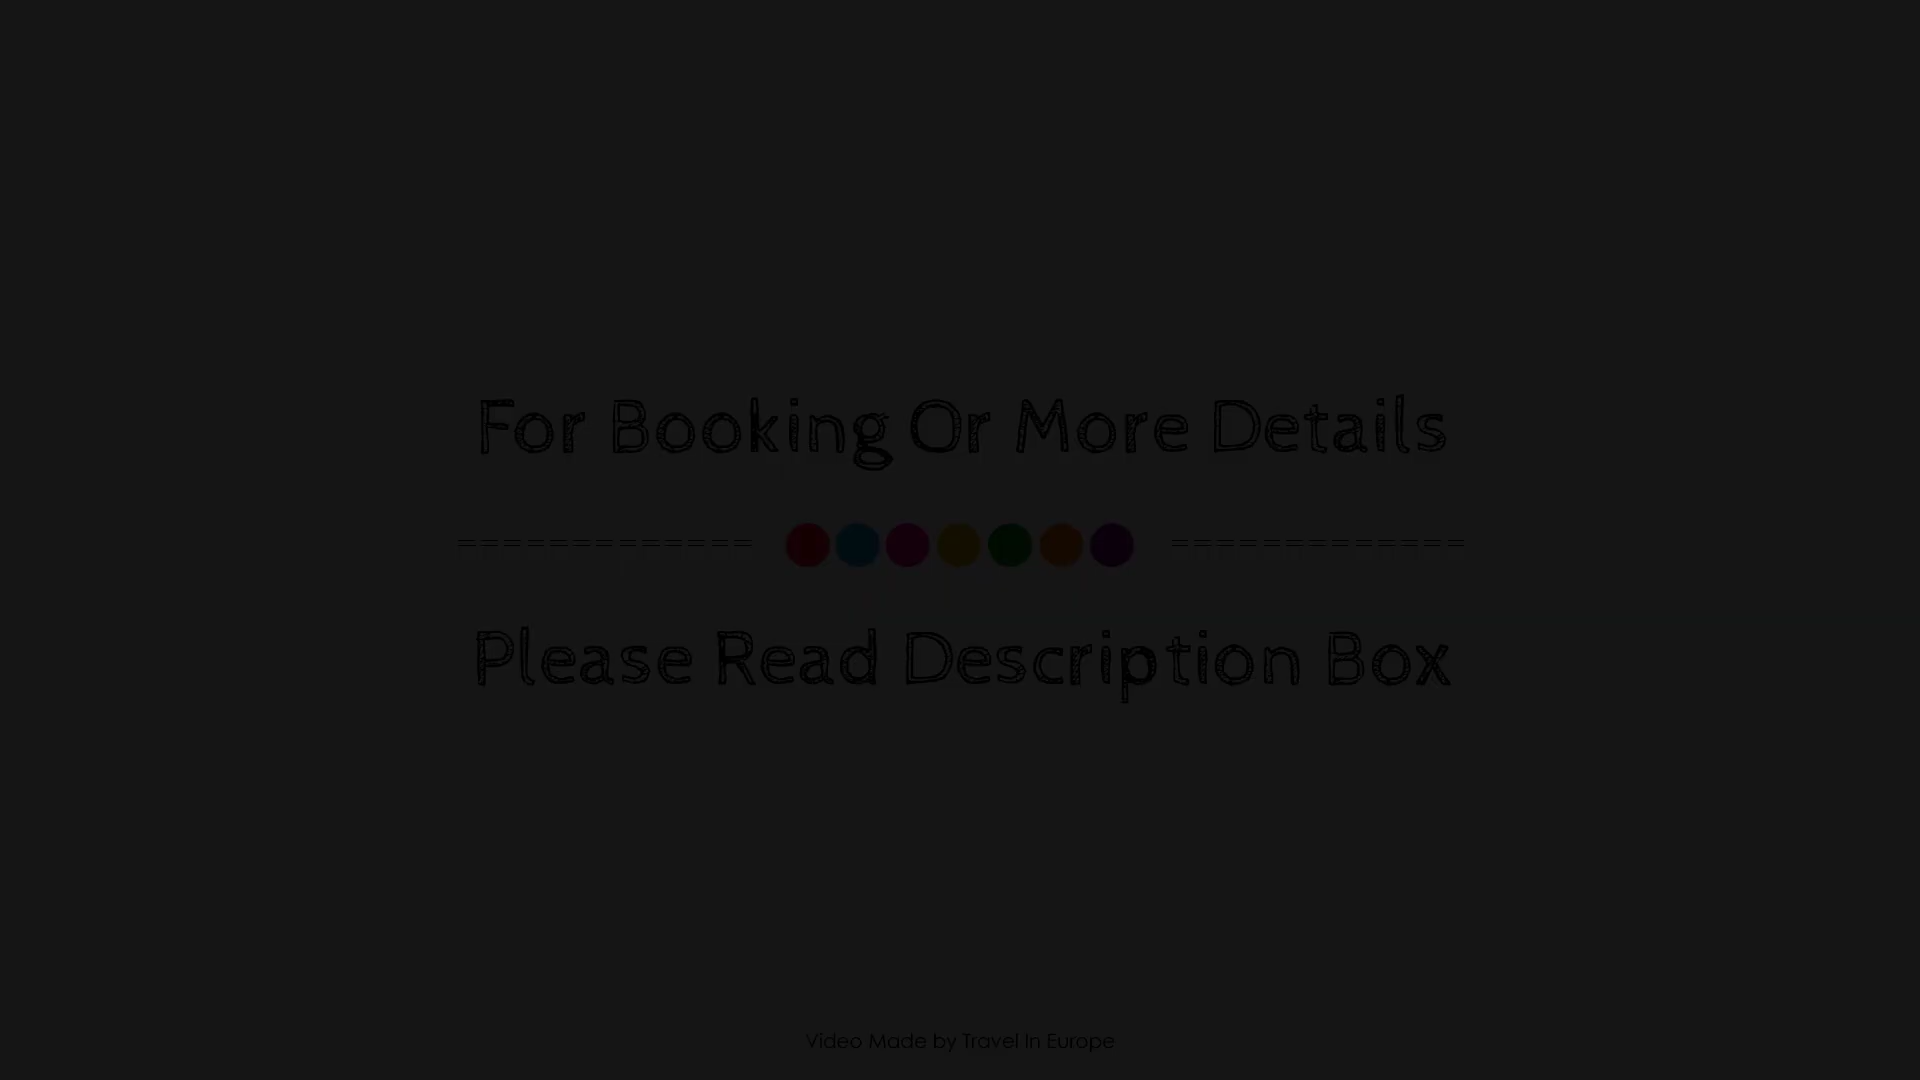 For Booking Or More Details
============= =============
Please Read Description Box
Video Made by Travel In Europe